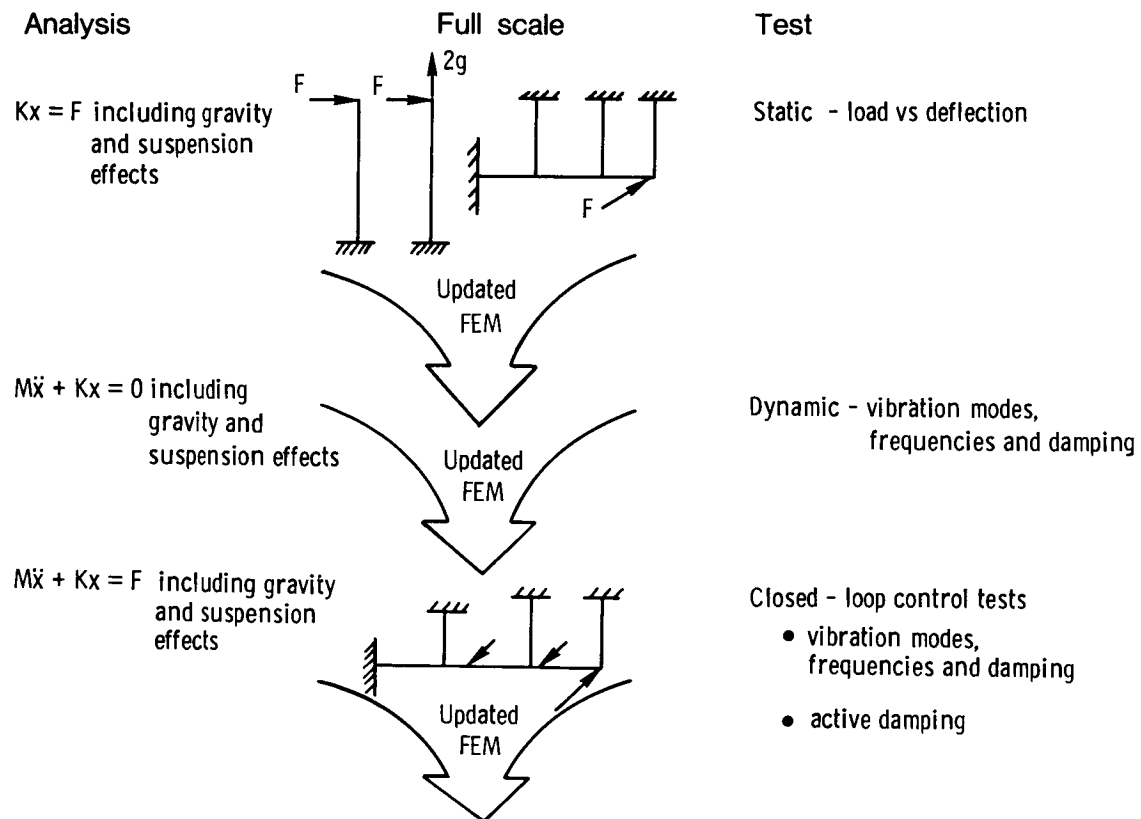 Analysis
Full scale
Test
F
F
2g
F
Kx = F including gravity
and suspension
effects
Static - load vs deflection
Updated
FEM
Mẍ + Kx = 0 including
gravity and
suspension effects
Updated
FEM
Dynamic - vibration modes,
frequencies and damping
Mẍ + Kx = F including gravity
and suspension
effects
Updated
FEM
Closed - loop control tests
• vibration modes,
frequencies and damping
• active damping